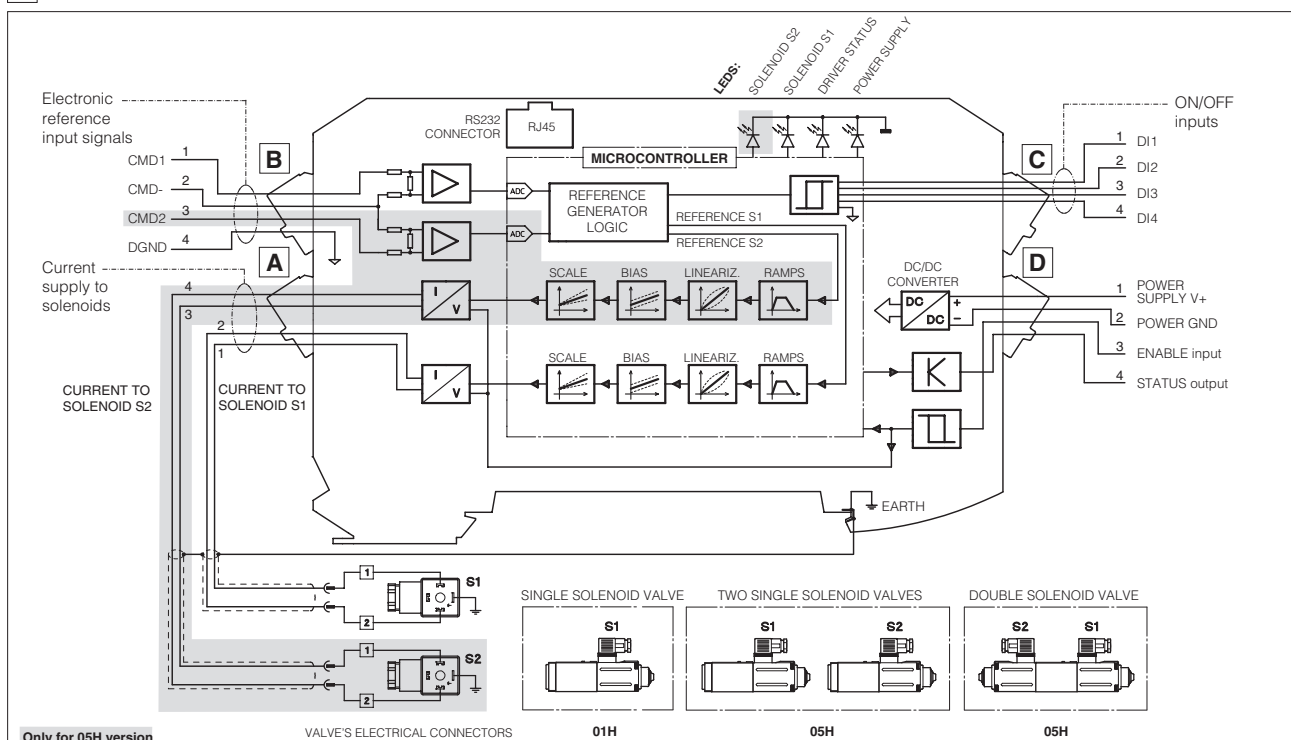 LEDS:
SOLENOID S2
SOLENOID S1
DRIVER STATUS
POWER SUPPLY
Electronic
reference
input signals
RS232
CONNECTOR
RJ45
ON/OFF
inputs
MICROCONTROLLER
B
CMD1 1
CMD- 2
CMD2 3
DGND 4
C
1 DI1
2 DI2
3 DI3
4 DI4
ADC
ADC
REFERENCE
GENERATOR
LOGIC
REFERENCE S1
REFERENCE S2
Current
supply to
solenoids
A
4
3
2
1
I
V
SCALE
BIAS
LINEARIZ.
RAMPS
I
V
SCALE
BIAS
LINEARIZ.
RAMPS
DC/DC
CONVERTER
DC
DC
+
–
D
1 POWER
SUPPLY V+
2 POWER GND
3 ENABLE input
4 STATUS output
CURRENT TO
SOLENOID S2
CURRENT TO
SOLENOID S1
EARTH
1
2
S1
1
2
S2
SINGLE SOLENOID VALVE
S1
TWO SINGLE SOLENOID VALVES
S1
S2
DOUBLE SOLENOID VALVE
S2
S1
Only for 05H version
VALVE'S ELECTRICAL CONNECTORS
01H
05H
05H